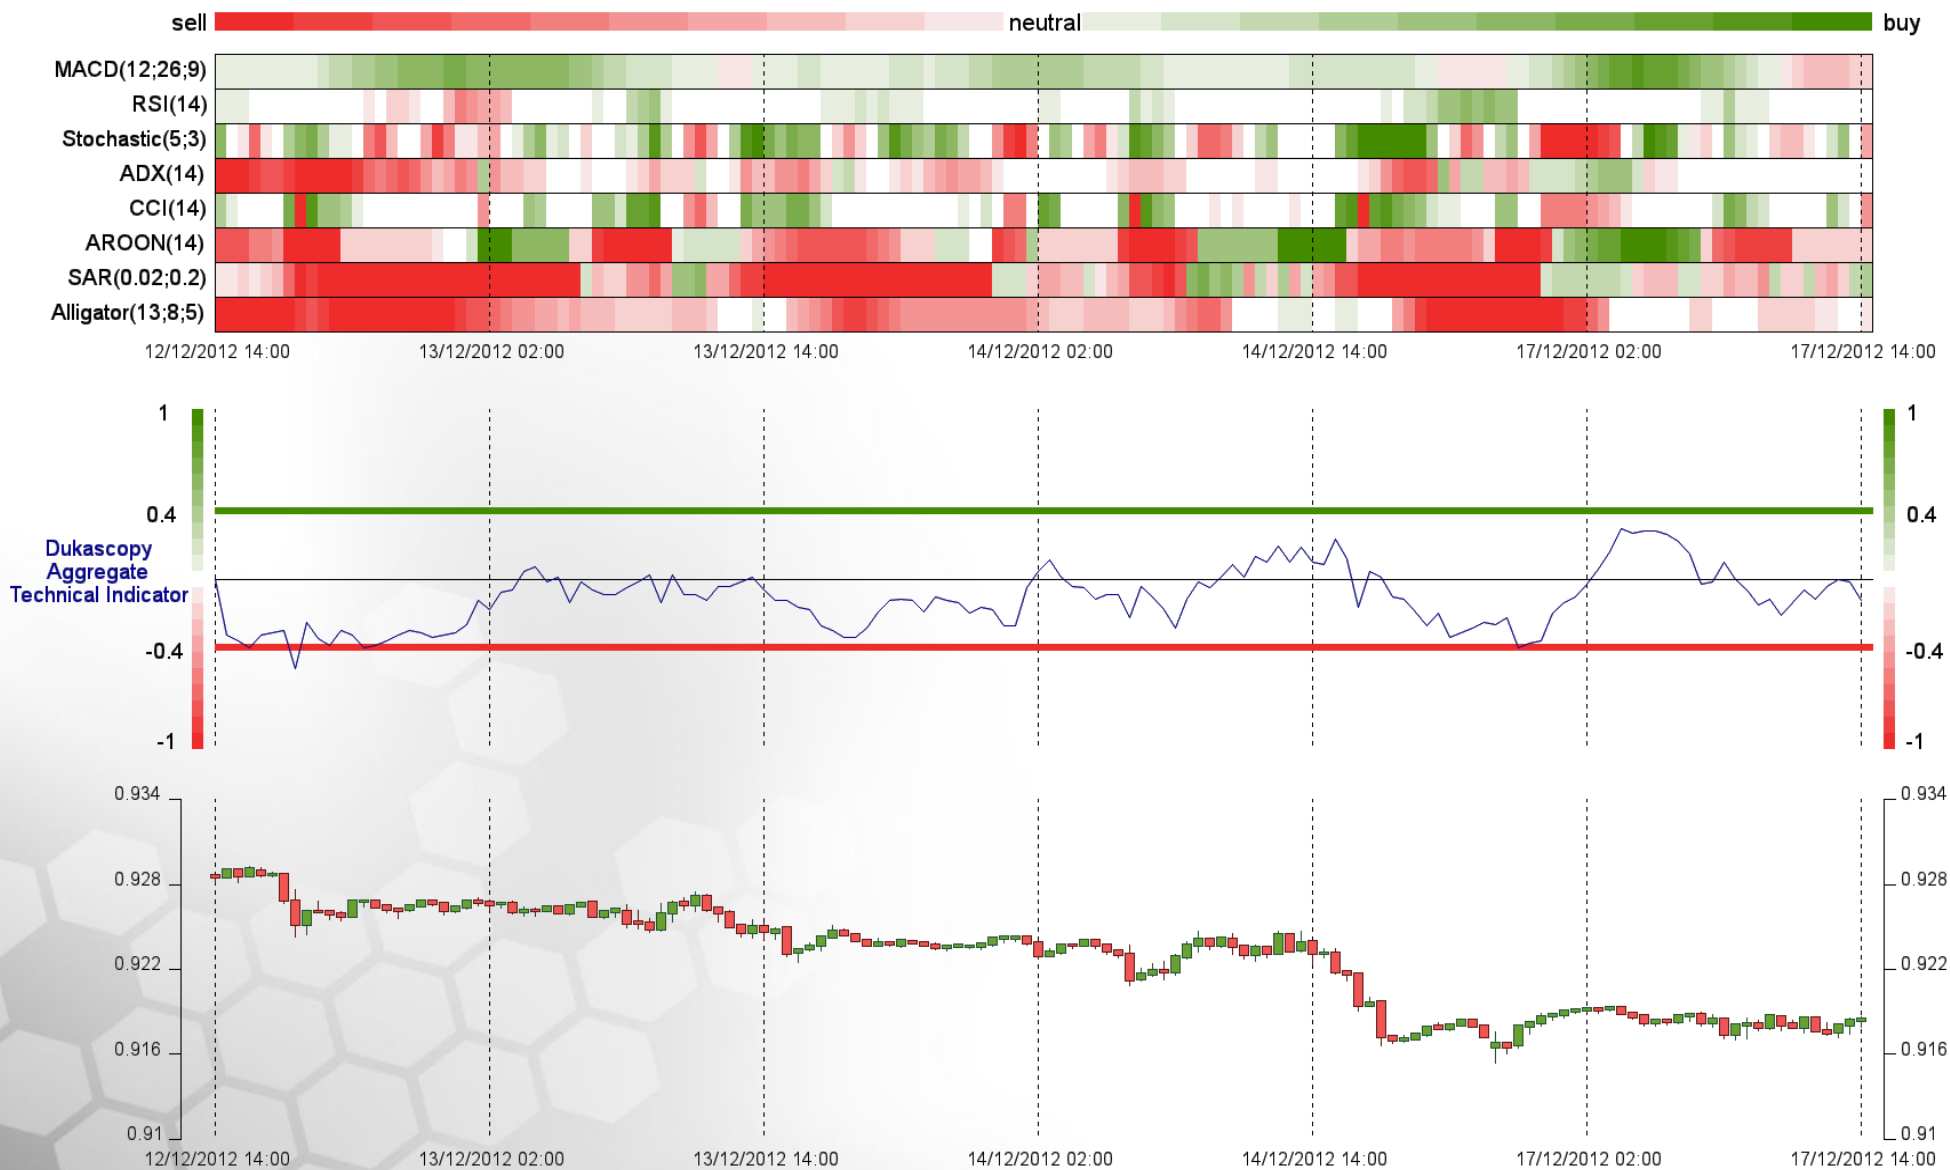 sell neutral buy
MACD(12;26;9)
RSI(14)
Stochastic(5;3)
ADX(14)
CCI(14)
AROON(14)
SAR(0.02;0.2)
Alligator(13;8;5)
12/12/2012 14:00 13/12/2012 02:00 13/12/2012 14:00 14/12/2012 02:00 14/12/2012 14:00 17/12/2012 02:00 17/12/2012 14:00
1 1
0.4 0.4
Dukascopy
Aggregate
Technical Indicator
-0.4 -0.4
-1 -1
0.934 0.934
0.928 0.928
0.922 0.922
0.916 0.916
0.91 0.91
12/12/2012 14:00 13/12/2012 02:00 13/12/2012 14:00 14/12/2012 02:00 14/12/2012 14:00 17/12/2012 02:00 17/12/2012 14:00